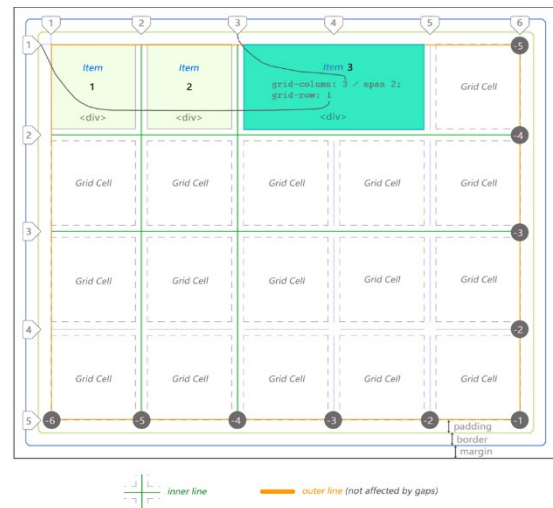 1 2 3 4 5 6
1 -5
Item Item Item 3
1 2 grid-column: 3 / span 2;
grid-row: 1
<div> <div> <div> Grid Cell
2 -4
Grid Cell Grid Cell Grid Cell Grid Cell Grid Cell
3 -3
Grid Cell Grid Cell Grid Cell Grid Cell Grid Cell
4 -2
Grid Cell Grid Cell Grid Cell Grid Cell Grid Cell
5 -6 -5 -4 -3 -2 -1
padding
border
margin
inner line outer line (not affected by gaps)